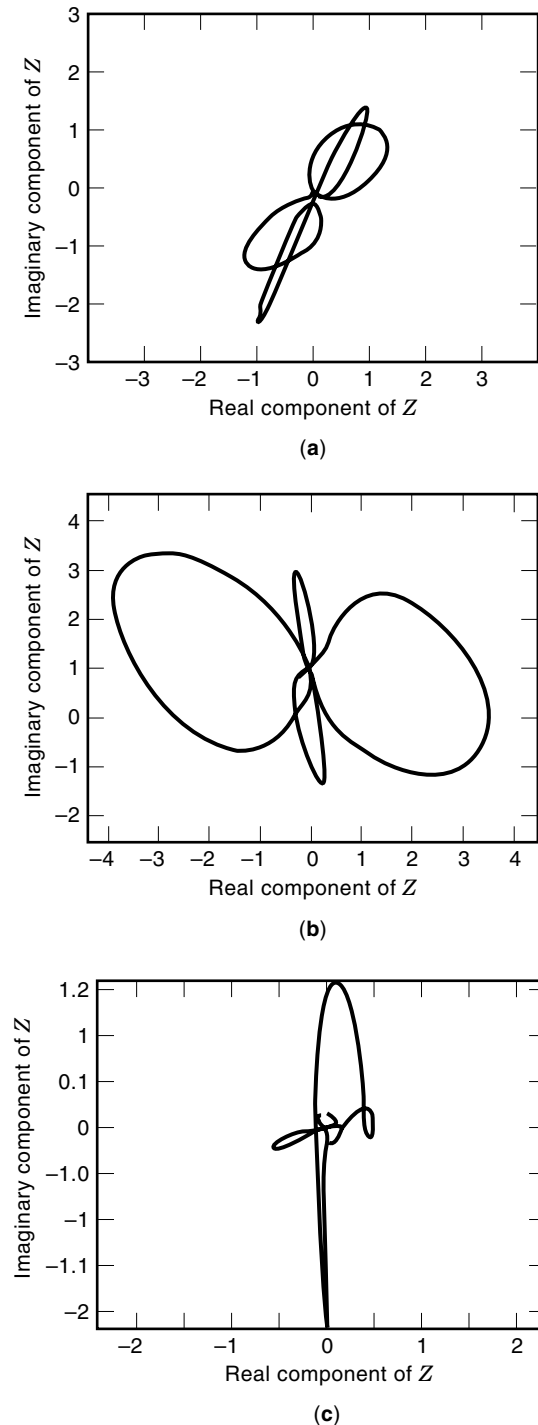 3
2
1
0
−1
−2
−3
Imaginary component of Z
−3 −2 −1 0 1 2 3
Real component of Z
(a)
4
3
2
1
0
−1
−2
Imaginary component of Z
−4 −3 −2 −1 0 1 2 3 4
Real component of Z
(b)
1.2
1
0.1
0
−1.0
−1
−1.1
−2
Imaginary component of Z
−2 −1 0 1 2
Real component of Z
(c)